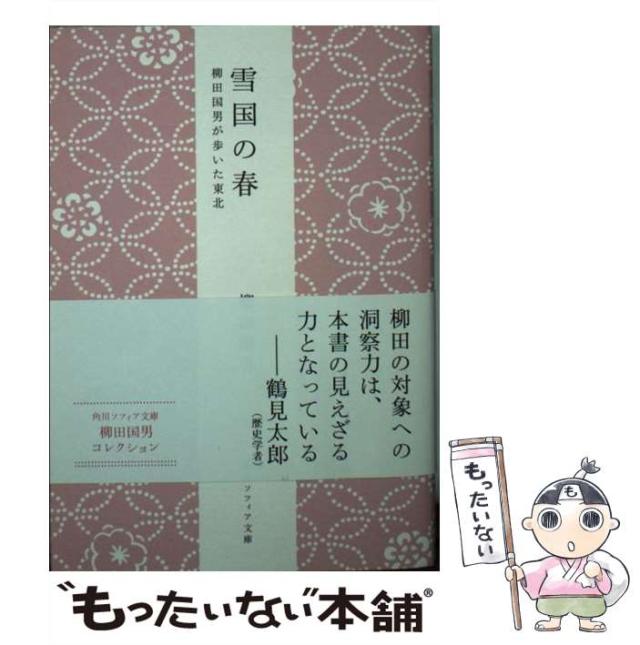 雪国の春
柳田国男が歩いた東北
柳田の対象への
洞察力は、
本書の見えざる
力となっている
――鶴見太郎
(歴史学者)
角川ソフィア文庫
柳田国男
コレクション
ソフィア文庫
もったいない
も
“もったいない本舗”®